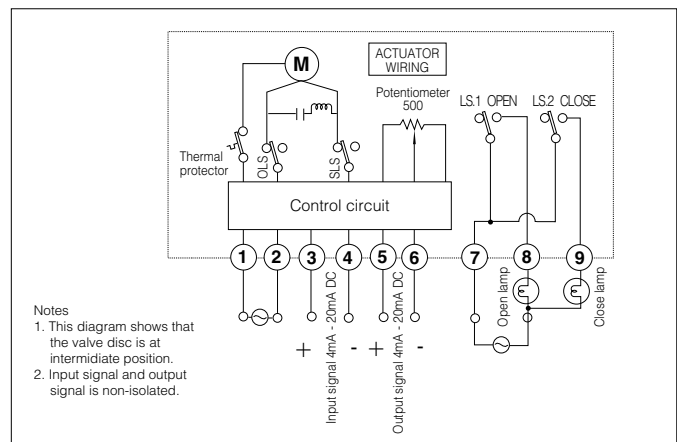 ACTUATOR
WIRING
M
Potentiometer
500
LS.1 OPEN
LS.2 CLOSE
Thermal
protector
OLS
SLS
Control circuit
1 2 3 4 5 6 7 8 9
Open lamp
Close lamp
+ Input signal 4mA - 20mA DC -
+ Output signal 4mA - 20mA DC -
Notes
1. This diagram shows that
the valve disc is at
intermidiate position.
2. Input signal and output
signal is non-isolated.